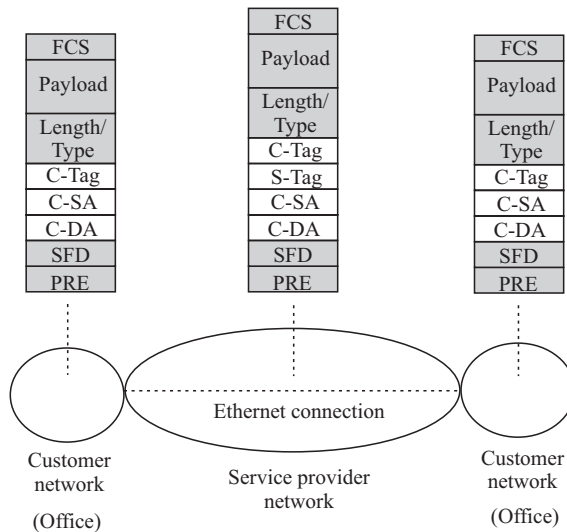 FCS
Payload
Length/
Type
C-Tag
C-SA
C-DA
SFD
PRE
FCS
Payload
Length/
Type
C-Tag
S-Tag
C-SA
C-DA
SFD
PRE
FCS
Payload
Length/
Type
C-Tag
C-SA
C-DA
SFD
PRE
Ethernet connection
Customer
network
(Office)
Service provider
network
Customer
network
(Office)